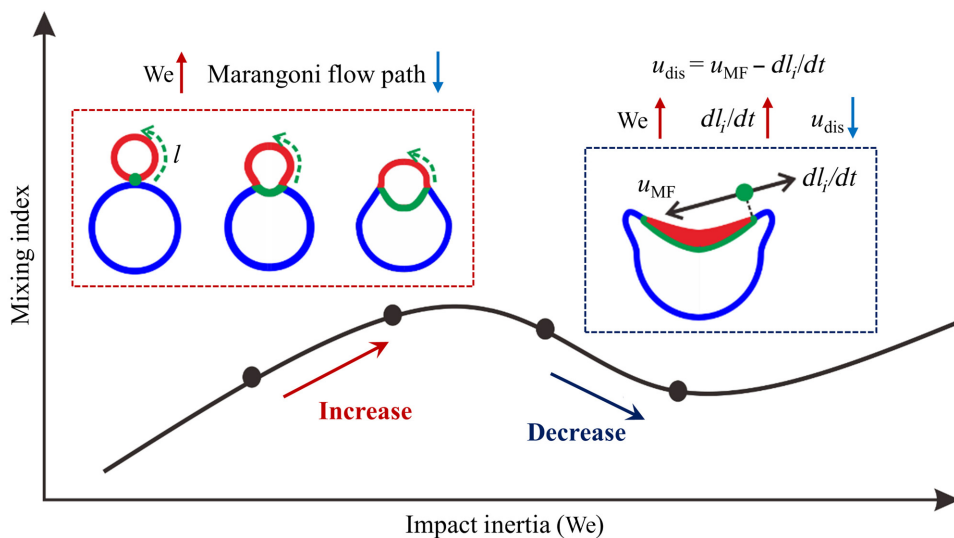 Mixing index
We
Marangoni flow path
l
u_dis = u_MF – dl_i/dt
We
dl_i/dt
u_dis
u_MF
dl_i/dt
Increase
Decrease
Impact inertia (We)